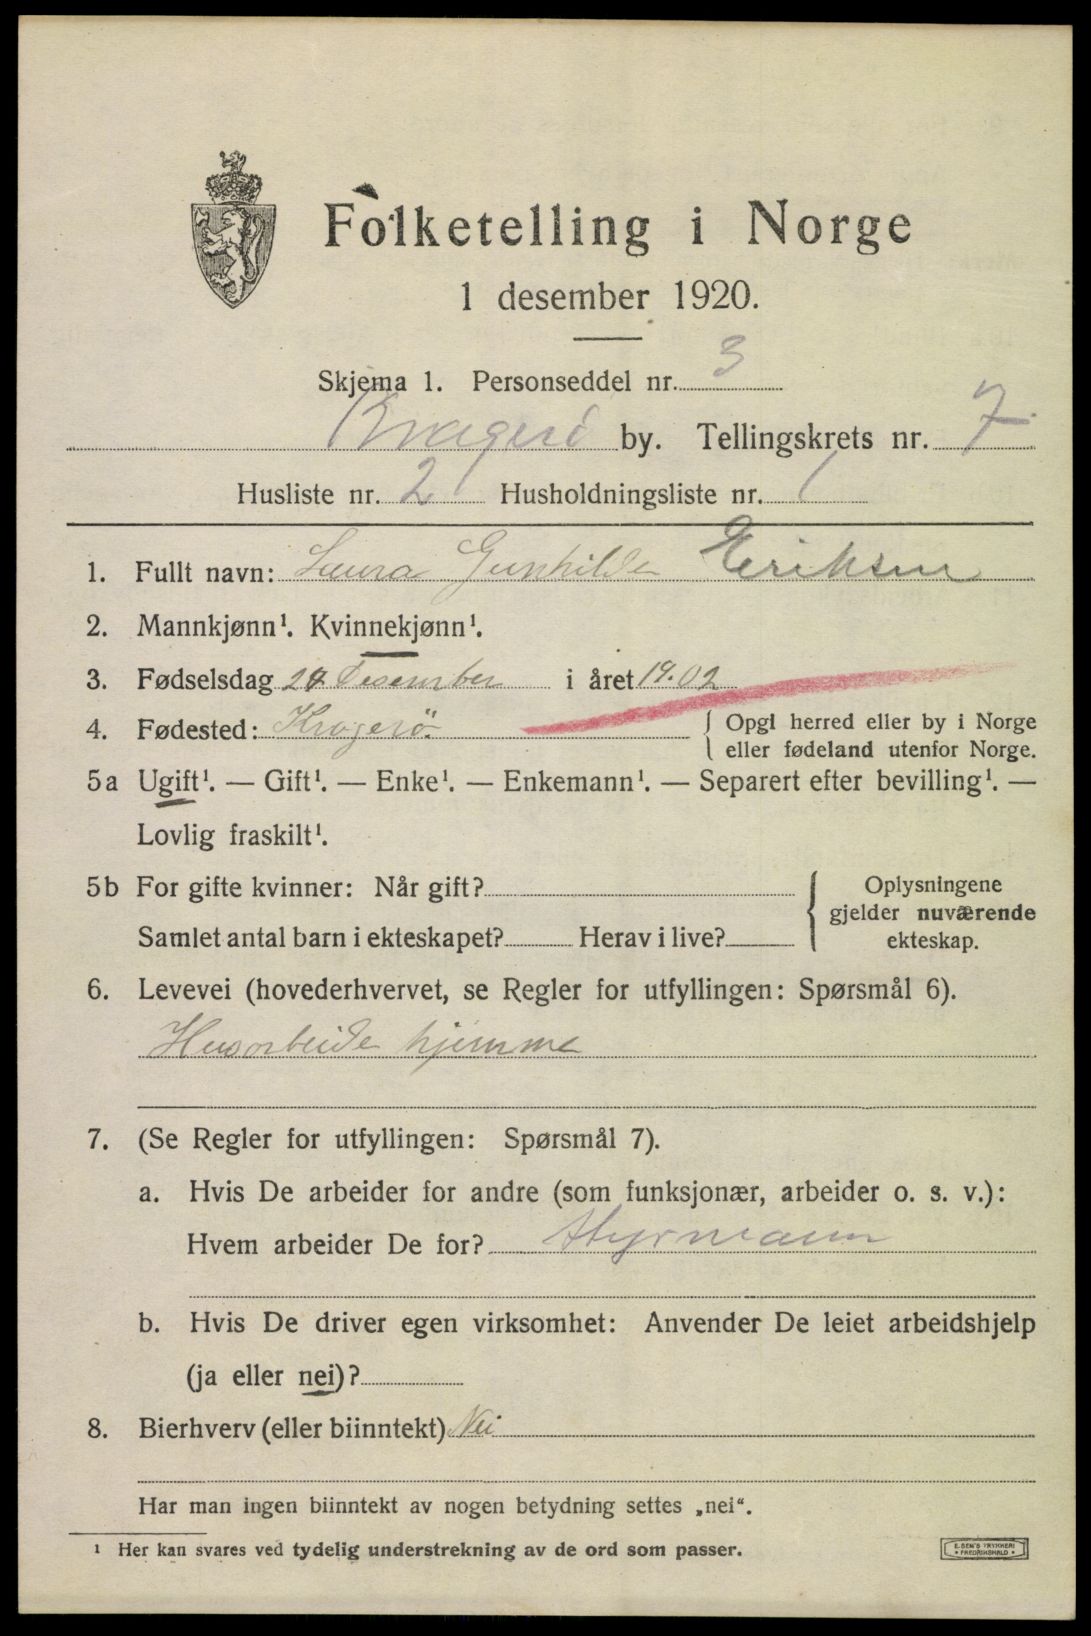 Folketelling i Norge
1 desember 1920.
Skjema 1. Personseddel nr. 3
Kragerö by. Tellingskrets nr. 7
Husliste nr. 2 Husholdningsliste nr. 1
1. Fullt navn: Laura Gunhilde Eriksen
2. Mannkjønn¹. Kvinnekjønn¹.
3. Fødselsdag desember i året 19.02
4. Fødested: Kragerö. { Opgi herred eller by i Norge
eller fødeland utenfor Norge.
5a Ugift¹. — Gift¹. — Enke¹. — Enkemann¹. — Separert efter bevilling¹. —
Lovlig fraskilt¹.
5b For gifte kvinner: Når gift?
Samlet antal barn i ekteskapet? Herav i live?
{ Oplysningene
gjelder nuværende
ekteskap.
6. Levevei (hovederhvervet, se Regler for utfyllingen: Spørsmål 6).
Husarbeide hjemme
7. (Se Regler for utfyllingen: Spørsmål 7).
a. Hvis De arbeider for andre (som funksjonær, arbeider o. s. v.):
Hvem arbeider De for? Styrmann
b. Hvis De driver egen virksomhet: Anvender De leiet arbeidshjelp
(ja eller nei)?
8. Bierhverv (eller biinntekt) Nei
Har man ingen biinntekt av nogen betydning settes „nei“.
¹ Her kan svares ved tydelig understrekning av de ord som passer.
E. SEM'S TRYKKERI
• FREDRIKSHALD •